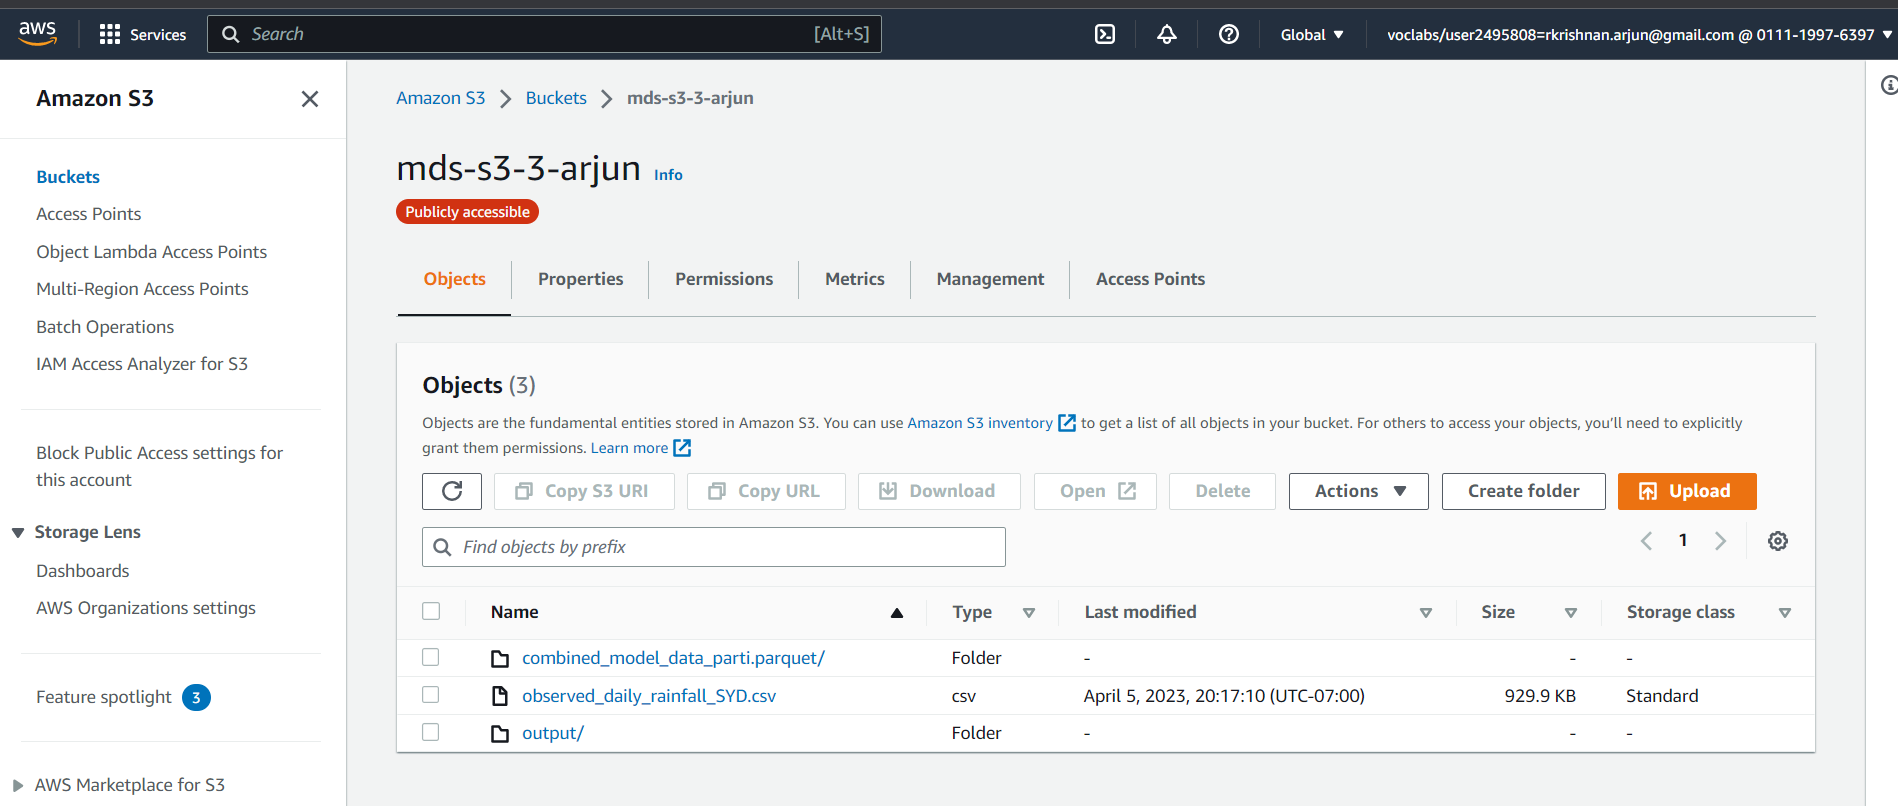 aws
Services
Search
[Alt+S]
Global
voclabs/user2495808=rkrishnan.arjun@gmail.com @ 0111-1997-6397
Amazon S3
Buckets
Access Points
Object Lambda Access Points
Multi-Region Access Points
Batch Operations
IAM Access Analyzer for S3
Block Public Access settings for
this account
Storage Lens
Dashboards
AWS Organizations settings
Feature spotlight 3
AWS Marketplace for S3
Amazon S3 > Buckets > mds-s3-3-arjun
mds-s3-3-arjun Info
Publicly accessible
Objects
Properties
Permissions
Metrics
Management
Access Points
Objects (3)
Objects are the fundamental entities stored in Amazon S3. You can use Amazon S3 inventory to get a list of all objects in your bucket. For others to access your objects, you'll need to explicitly
grant them permissions. Learn more
Copy S3 URI
Copy URL
Download
Open
Delete
Actions
Create folder
Upload
Find objects by prefix
1
Name Type Last modified Size Storage class
combined_model_data_parti.parquet/ Folder - - -
observed_daily_rainfall_SYD.csv csv April 5, 2023, 20:17:10 (UTC-07:00) 929.9 KB Standard
output/ Folder - - -